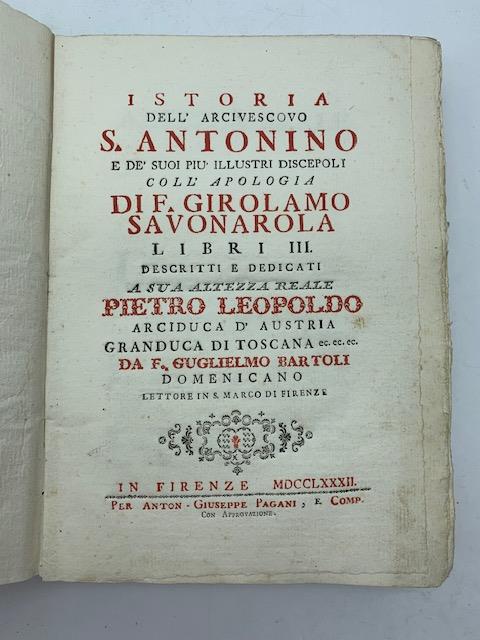 ISTORIA
DELL' ARCIVESCOVO
S. ANTONINO
E DE' SUOI PIU' ILLUSTRI DISCEPOLI
COLL' APOLOGIA
DI F. GIROLAMO
SAVONAROLA
LIBRI III.
DESCRITTI E DEDICATI
A SUA ALTEZZA REALE
PIETRO LEOPOLDO
ARCIDUCA D' AUSTRIA
GRANDUCA DI TOSCANA ec. ec. ec.
DA F. GUGLIELMO BARTOLI
DOMENICANO
LETTORE IN S. MARCO DI FIRENZE
IN FIRENZE MDCCLXXXII.
PER ANTON-GIUSEPPE PAGANI, E COMP.
CON APPROVAZIONE.